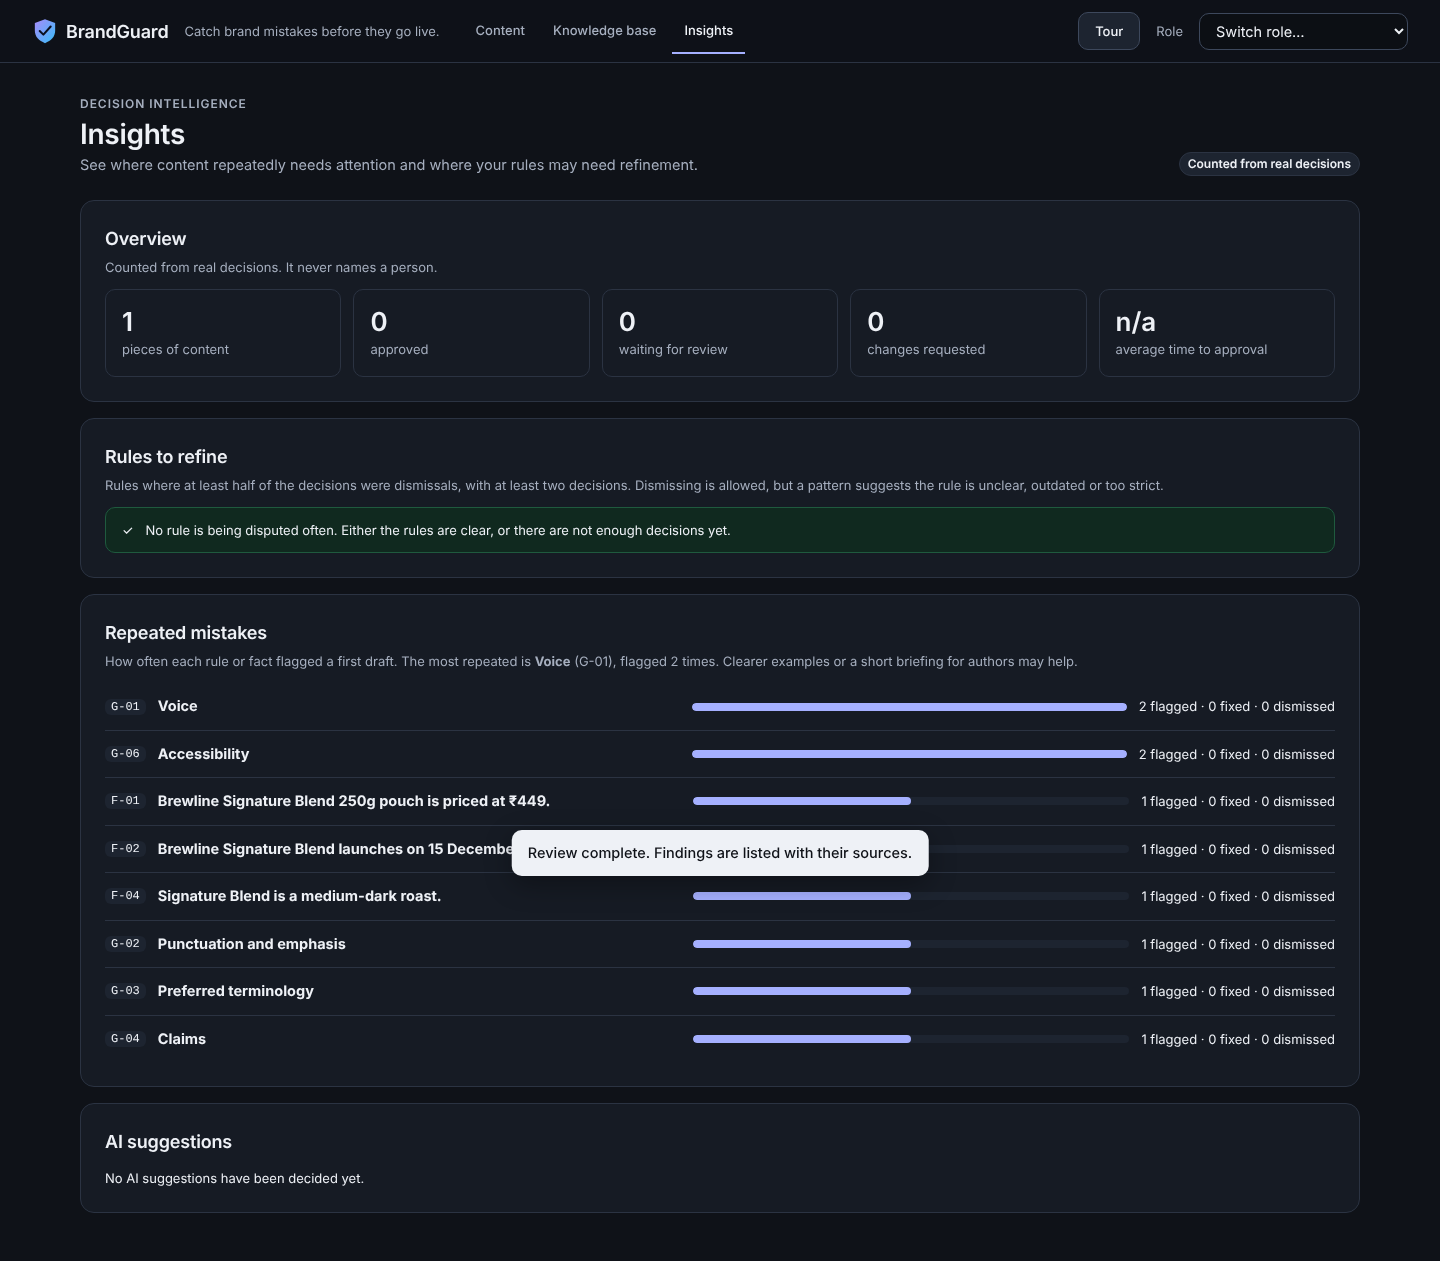 BrandGuard
Catch brand mistakes before they go live.
Content
Knowledge base
Insights
Tour
Role
Switch role...
DECISION INTELLIGENCE
Insights
See where content repeatedly needs attention and where your rules may need refinement.
Counted from real decisions
Overview
Counted from real decisions. It never names a person.
1
pieces of content
0
approved
0
waiting for review
0
changes requested
n/a
average time to approval
Rules to refine
Rules where at least half of the decisions were dismissals, with at least two decisions. Dismissing is allowed, but a pattern suggests the rule is unclear, outdated or too strict.
✓ No rule is being disputed often. Either the rules are clear, or there are not enough decisions yet.
Repeated mistakes
How often each rule or fact flagged a first draft. The most repeated is Voice (G-01), flagged 2 times. Clearer examples or a short briefing for authors may help.
G-01 Voice 2 flagged · 0 fixed · 0 dismissed
G-06 Accessibility 2 flagged · 0 fixed · 0 dismissed
F-01 Brewline Signature Blend 250g pouch is priced at ₹449. 1 flagged · 0 fixed · 0 dismissed
F-02 Brewline Signature Blend launches on 15 Decembe 1 flagged · 0 fixed · 0 dismissed
Review complete. Findings are listed with their sources.
F-04 Signature Blend is a medium-dark roast. 1 flagged · 0 fixed · 0 dismissed
G-02 Punctuation and emphasis 1 flagged · 0 fixed · 0 dismissed
G-03 Preferred terminology 1 flagged · 0 fixed · 0 dismissed
G-04 Claims 1 flagged · 0 fixed · 0 dismissed
AI suggestions
No AI suggestions have been decided yet.